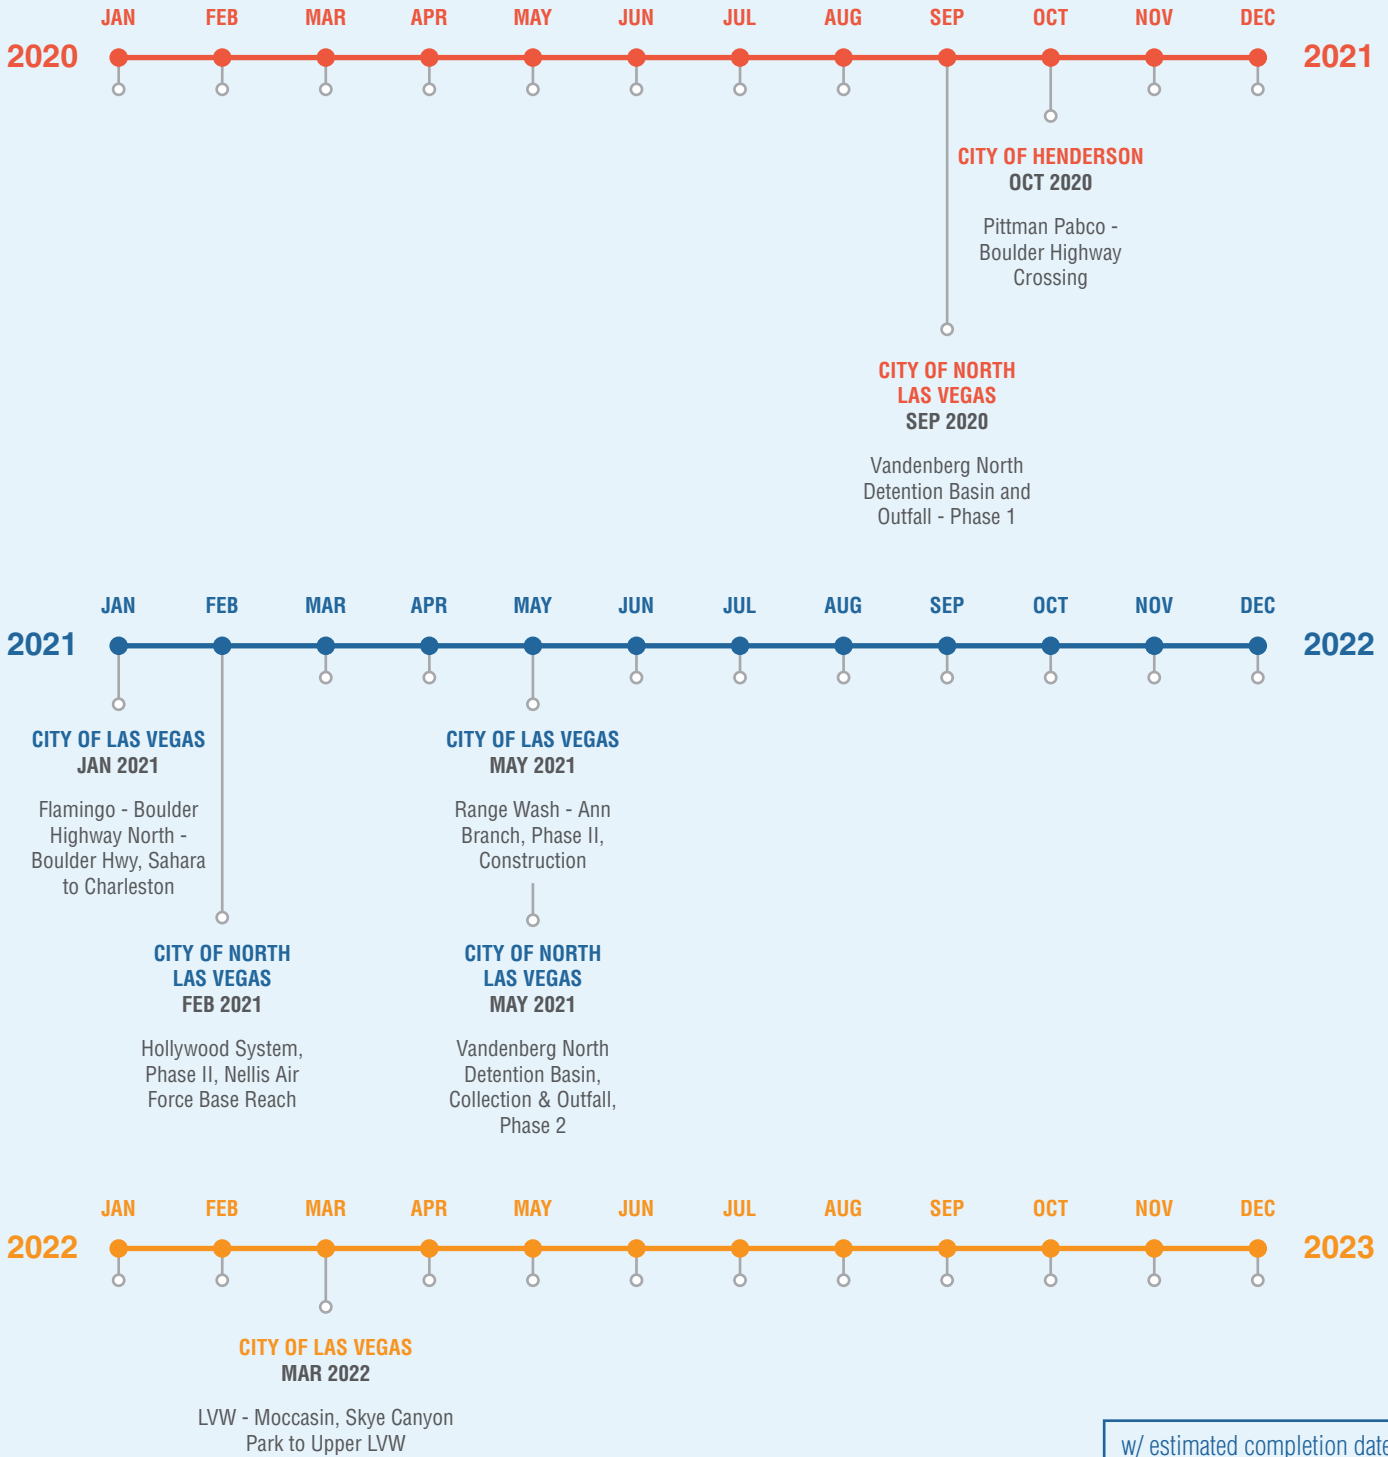 JAN FEB MAR APR MAY JUN JUL AUG SEP OCT NOV DEC
2020 2021
CITY OF HENDERSON
OCT 2020
Pittman Pabco -
Boulder Highway
Crossing
CITY OF NORTH
LAS VEGAS
SEP 2020
Vandenberg North
Detention Basin and
Outfall - Phase 1
JAN FEB MAR APR MAY JUN JUL AUG SEP OCT NOV DEC
2021 2022
CITY OF LAS VEGAS
JAN 2021
Flamingo - Boulder
Highway North -
Boulder Hwy, Sahara
to Charleston
CITY OF NORTH
LAS VEGAS
FEB 2021
Hollywood System,
Phase II, Nellis Air
Force Base Reach
CITY OF LAS VEGAS
MAY 2021
Range Wash - Ann
Branch, Phase II,
Construction
CITY OF NORTH
LAS VEGAS
MAY 2021
Vandenberg North
Detention Basin,
Collection & Outfall,
Phase 2
JAN FEB MAR APR MAY JUN JUL AUG SEP OCT NOV DEC
2022 2023
CITY OF LAS VEGAS
MAR 2022
LVW - Moccasin, Skye Canyon
Park to Upper LVW
w/ estimated completion date